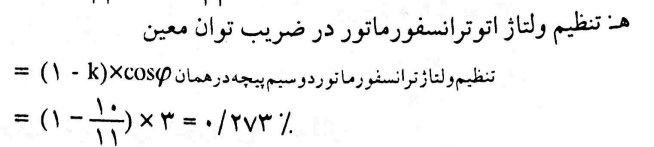 هـ: تنظیم ولتاژ اتوترانسفورماتور در ضریب توان معین
= (۱ - k)×cosφ تنظیم ولتاژ ترانسفورماتور دو سیم پیچه در همان
= (۱ − ۱۰/۱۱) × ۳ = ۰/۲۷۳ ٪